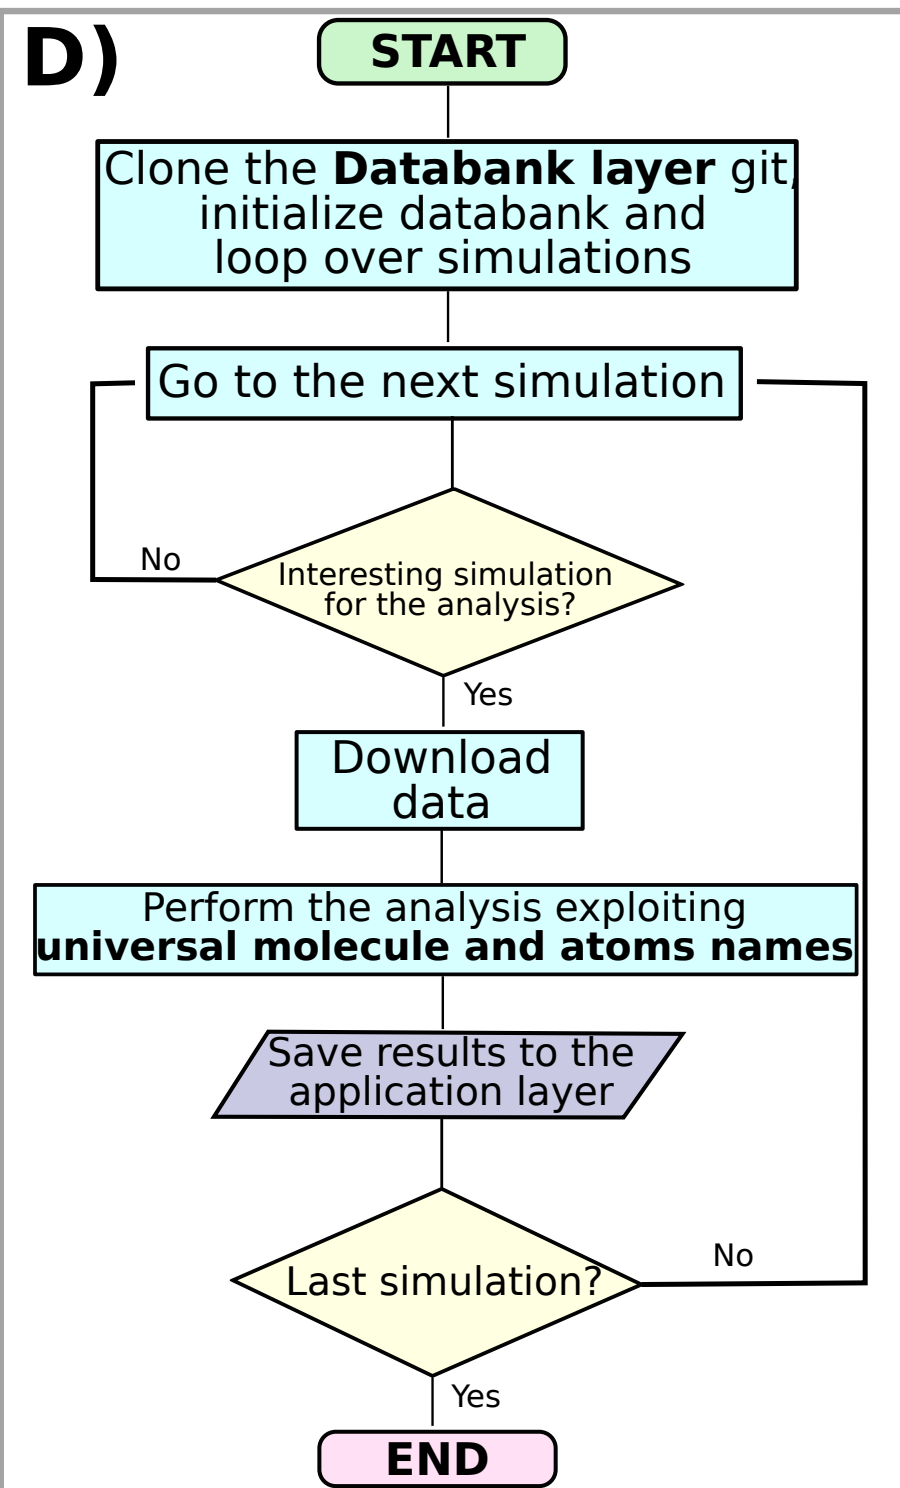 D)
START
Clone the Databank layer git,
initialize databank and
loop over simulations
Go to the next simulation
No
Interesting simulation
for the analysis?
Yes
Download
data
Perform the analysis exploiting
universal molecule and atoms names
Save results to the
application layer
No
Last simulation?
Yes
END